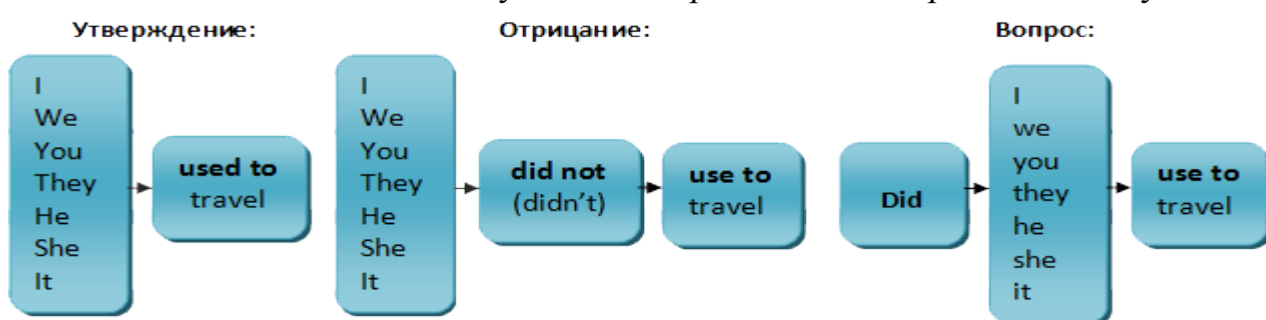 Утверждение:
I
We
You
They
He
She
It
used to
travel
Отрицание:
I
We
You
They
He
She
It
did not
(didn't)
use to
travel
Вопрос:
Did
I
we
you
they
he
she
it
use to
travel